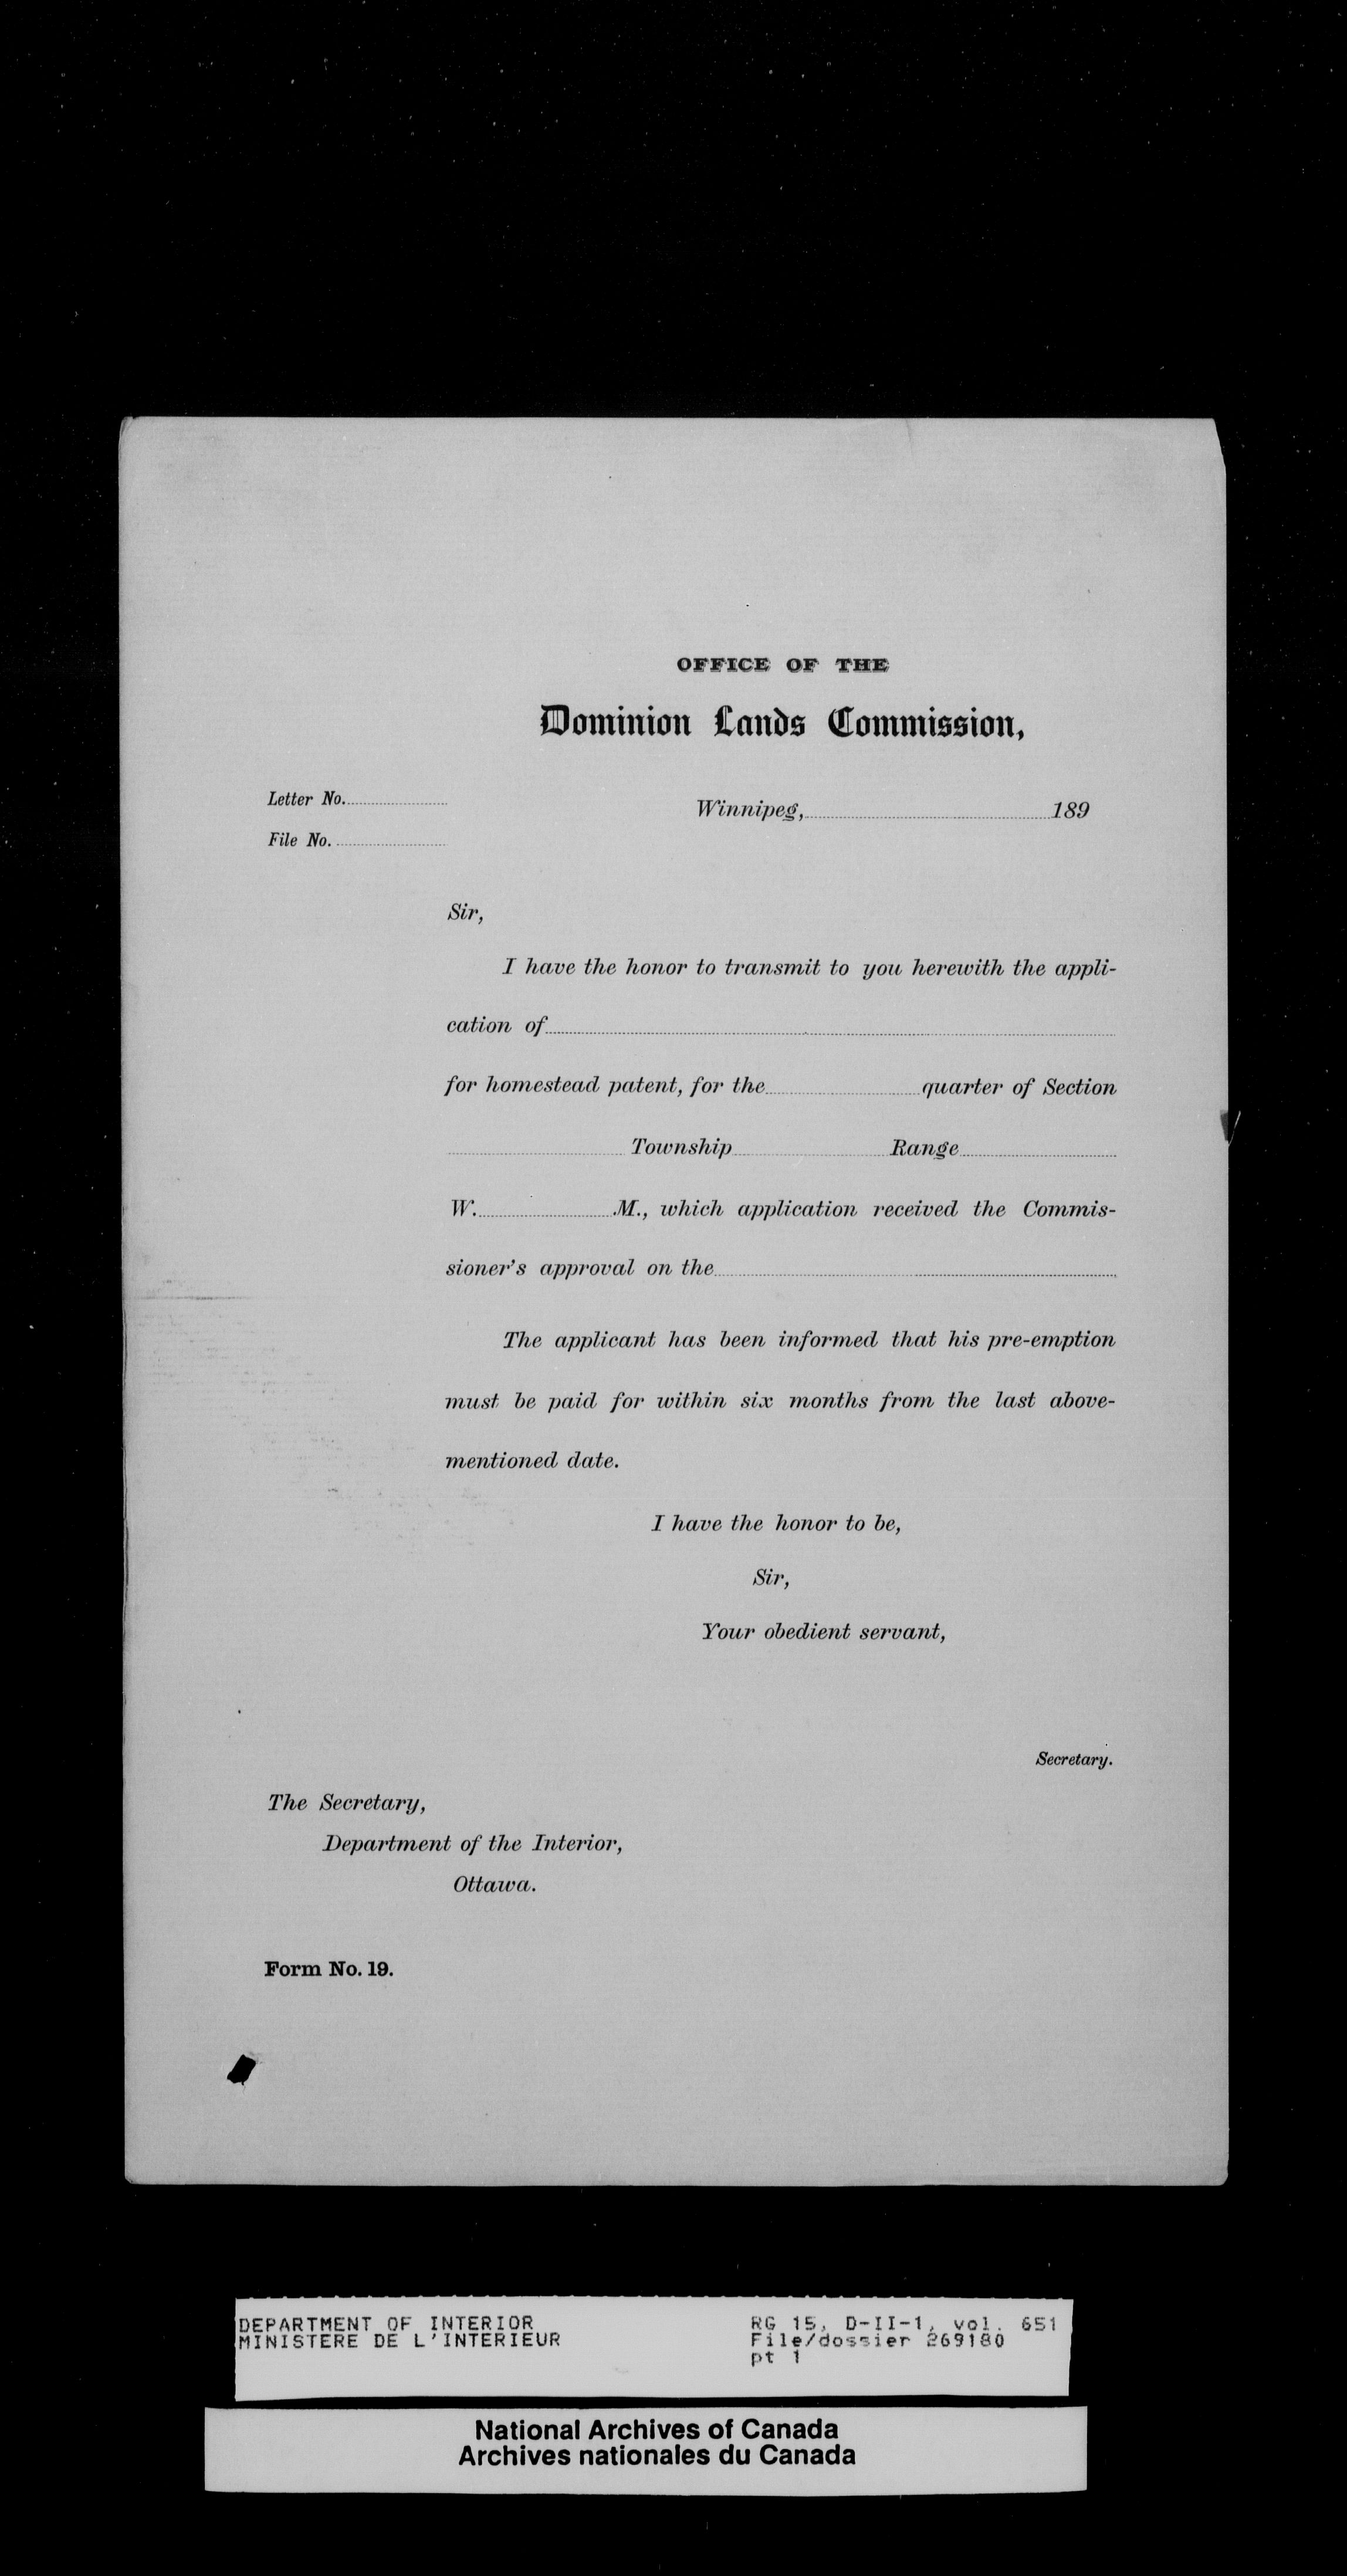 OFFICE OF THE
Dominion Lands Commission,
Letter No.
Winnipeg, 189
File No.
Sir,
I have the honor to transmit to you herewith the appli-
cation of
for homestead patent, for the quarter of Section
Township Range
W. M., which application received the Commis-
sioner's approval on the
The applicant has been informed that his pre-emption
must be paid for within six months from the last above-
mentioned date.
I have the honor to be,
Sir,
Your obedient servant,
Secretary.
The Secretary,
Department of the Interior,
Ottawa.
Form No. 19.
DEPARTMENT OF INTERIOR RG 15, D-II-1, vol. 651
MINISTERE DE L'INTERIEUR File/dossier 269180
pt 1
National Archives of Canada
Archives nationales du Canada